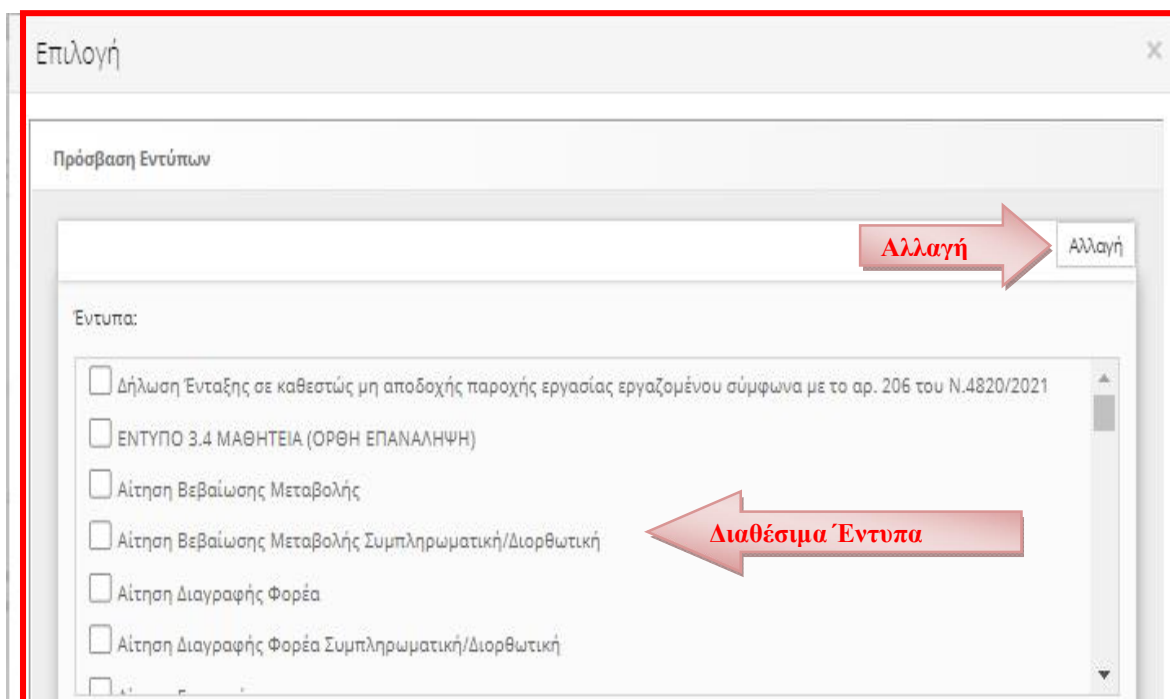 Επιλογή
×
Πρόσβαση Εντύπων
Αλλαγή
Αλλαγή
Έντυπα:
Δήλωση Ένταξης σε καθεστώς μη αποδοχής παροχής εργασίας εργαζομένου σύμφωνα με το αρ. 206 του Ν.4820/2021
ΕΝΤΥΠΟ 3.4 ΜΑΘΗΤΕΙΑ (ΟΡΘΗ ΕΠΑΝΑΛΗΨΗ)
Αίτηση Βεβαίωσης Μεταβολής
Αίτηση Βεβαίωσης Μεταβολής Συμπληρωματική/Διορθωτική
Διαθέσιμα Έντυπα
Αίτηση Διαγραφής Φορέα
Αίτηση Διαγραφής Φορέα Συμπληρωματική/Διορθωτική